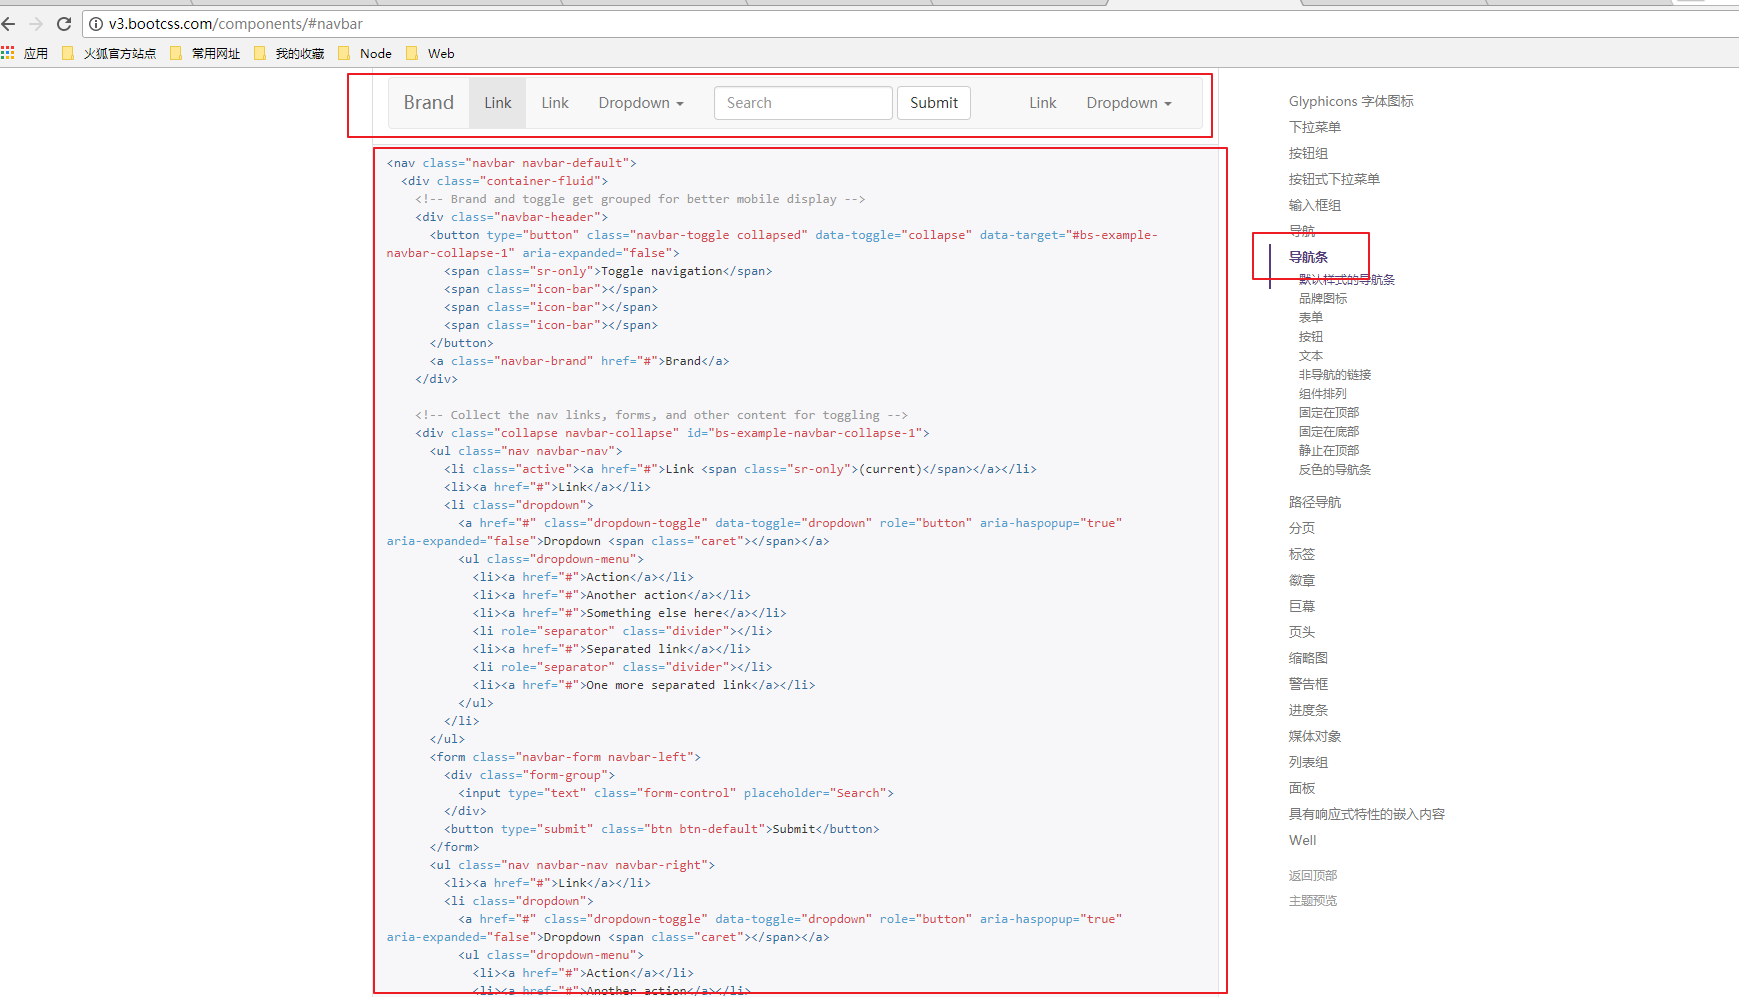 v3.bootcss.com/components/#navbar
应用 火狐官方站点 常用网址 我的收藏 Node Web
Brand Link Link Dropdown Search Submit Link Dropdown
<nav class="navbar navbar-default">
<div class="container-fluid">
<!-- Brand and toggle get grouped for better mobile display -->
<div class="navbar-header">
<button type="button" class="navbar-toggle collapsed" data-toggle="collapse" data-target="#bs-example-
navbar-collapse-1" aria-expanded="false">
<span class="sr-only">Toggle navigation</span>
<span class="icon-bar"></span>
<span class="icon-bar"></span>
<span class="icon-bar"></span>
</button>
<a class="navbar-brand" href="#">Brand</a>
</div>
<!-- Collect the nav links, forms, and other content for toggling -->
<div class="collapse navbar-collapse" id="bs-example-navbar-collapse-1">
<ul class="nav navbar-nav">
<li class="active"><a href="#">Link <span class="sr-only">(current)</span></a></li>
<li><a href="#">Link</a></li>
<li class="dropdown">
<a href="#" class="dropdown-toggle" data-toggle="dropdown" role="button" aria-haspopup="true"
aria-expanded="false">Dropdown <span class="caret"></span></a>
<ul class="dropdown-menu">
<li><a href="#">Action</a></li>
<li><a href="#">Another action</a></li>
<li><a href="#">Something else here</a></li>
<li role="separator" class="divider"></li>
<li><a href="#">Separated link</a></li>
<li role="separator" class="divider"></li>
<li><a href="#">One more separated link</a></li>
</ul>
</li>
</ul>
<form class="navbar-form navbar-left">
<div class="form-group">
<input type="text" class="form-control" placeholder="Search">
</div>
<button type="submit" class="btn btn-default">Submit</button>
</form>
<ul class="nav navbar-nav navbar-right">
<li><a href="#">Link</a></li>
<li class="dropdown">
<a href="#" class="dropdown-toggle" data-toggle="dropdown" role="button" aria-haspopup="true"
aria-expanded="false">Dropdown <span class="caret"></span></a>
<ul class="dropdown-menu">
<li><a href="#">Action</a></li>
<li><a href="#">Another action</a></li>
Glyphicons 字体图标
下拉菜单
按钮组
按钮式下拉菜单
输入框组
导航
导航条
默认样式的导航条
品牌图标
表单
按钮
文本
非导航的链接
组件排列
固定在顶部
固定在底部
静止在顶部
反色的导航条
路径导航
分页
标签
徽章
巨幕
页头
缩略图
警告框
进度条
媒体对象
列表组
面板
具有响应式特性的嵌入内容
Well
返回顶部
主题预览